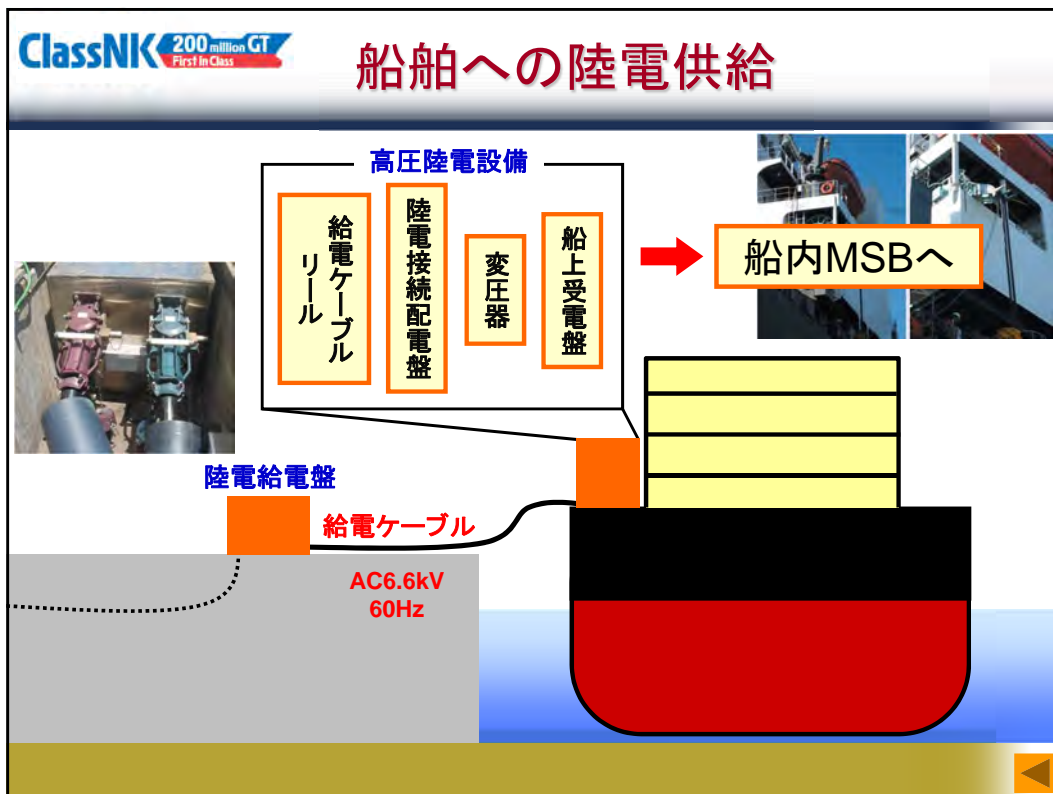 ClassNK
200 million GT
First in Class
船舶への陸電供給
高圧陸電設備
給電ケーブル
リール
陸電接続配電盤
変圧器
船上受電盤
船内MSBへ
陸電給電盤
給電ケーブル
AC6.6kV
60Hz